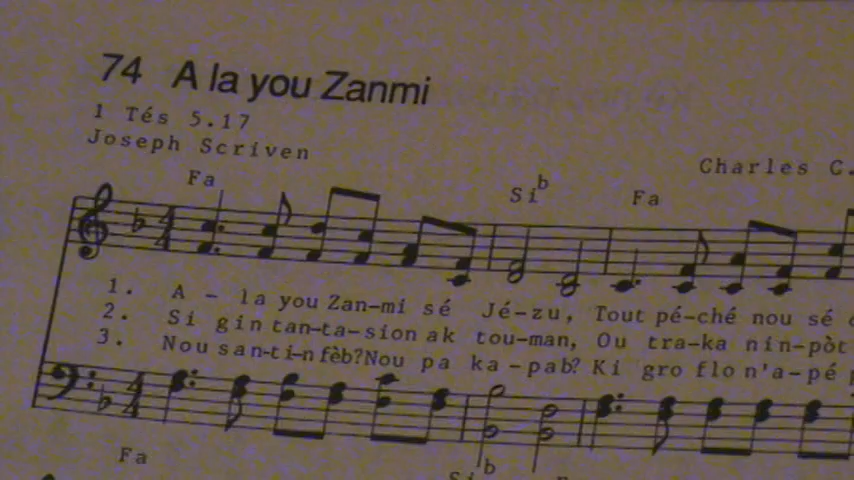 74 A la you Zanmi
1 Tés 5.17
Joseph Scriven
Charles C.
Fa
Si b
Fa
1. A - la you Zan-mi sé Jé-zu, Tout pé-ché nou sé
2. Si gin tan-ta-sion ak tou-man, Ou tra-ka nin-pòt
3. Nou san-ti-n fèb? Nou pa ka-pab? Ki gro flo n'a-pé
Fa
Si b